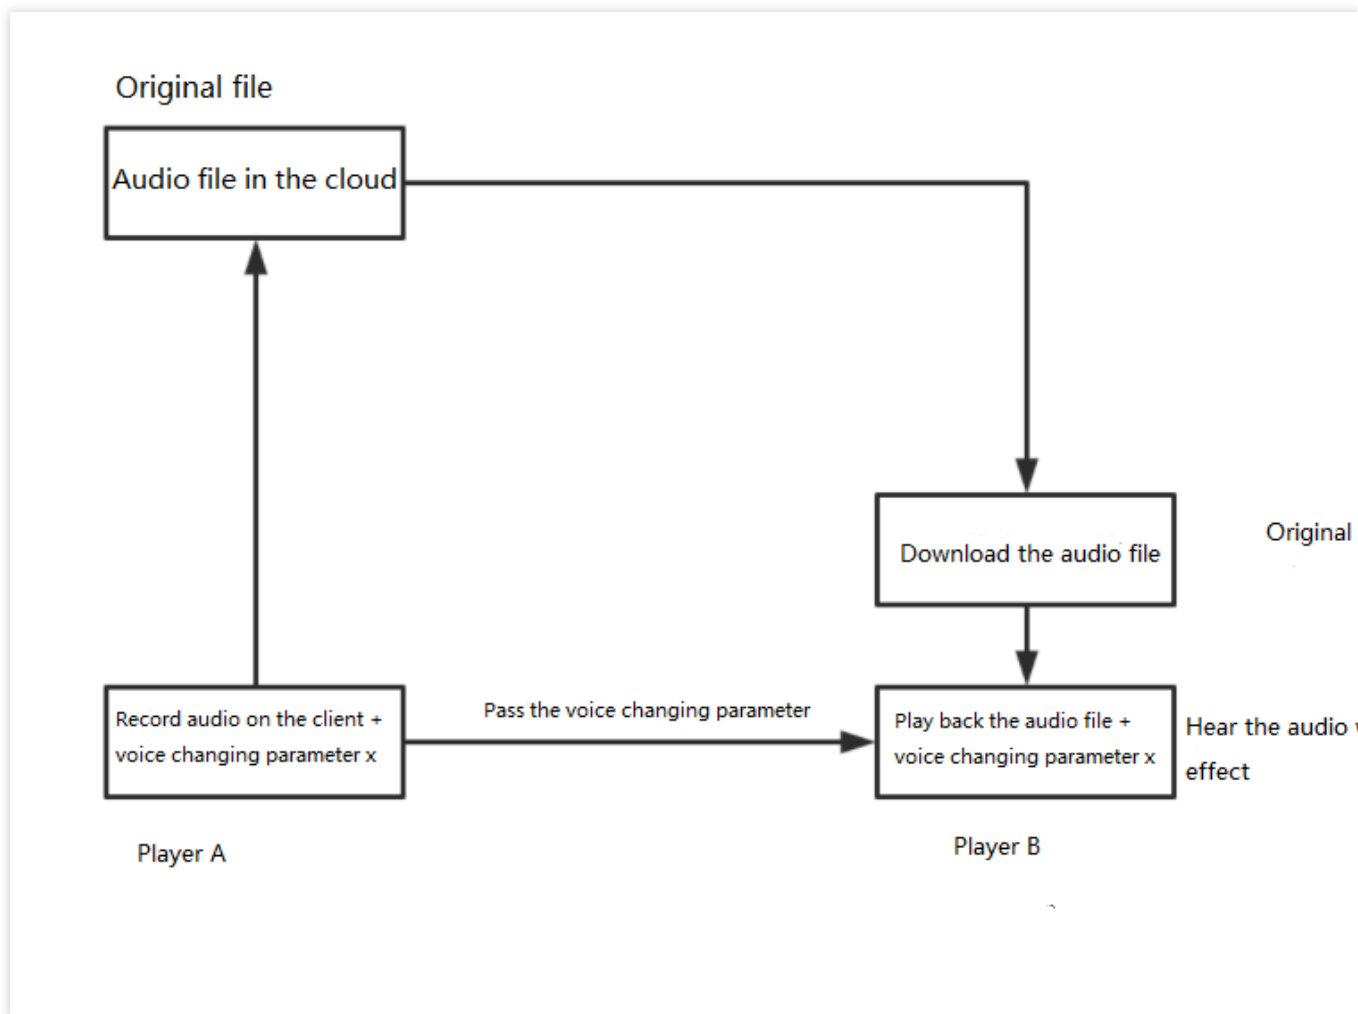 Original file
Audio file in the cloud
Download the audio file
Original
Record audio on the client +
voice changing parameter x
Pass the voice changing parameter
Play back the audio file +
voice changing parameter x
Hear the audio
effect
Player A
Player B